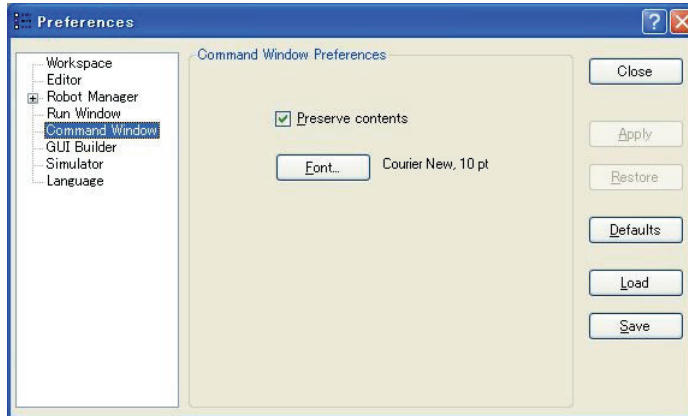 Preferences
Workspace
Editor
Robot Manager
Run Window
Command Window
GUI Builder
Simulator
Language
Command Window Preferences
Preserve contents
Font...
Courier New, 10 pt
Close
Apply
Restore
Defaults
Load
Save